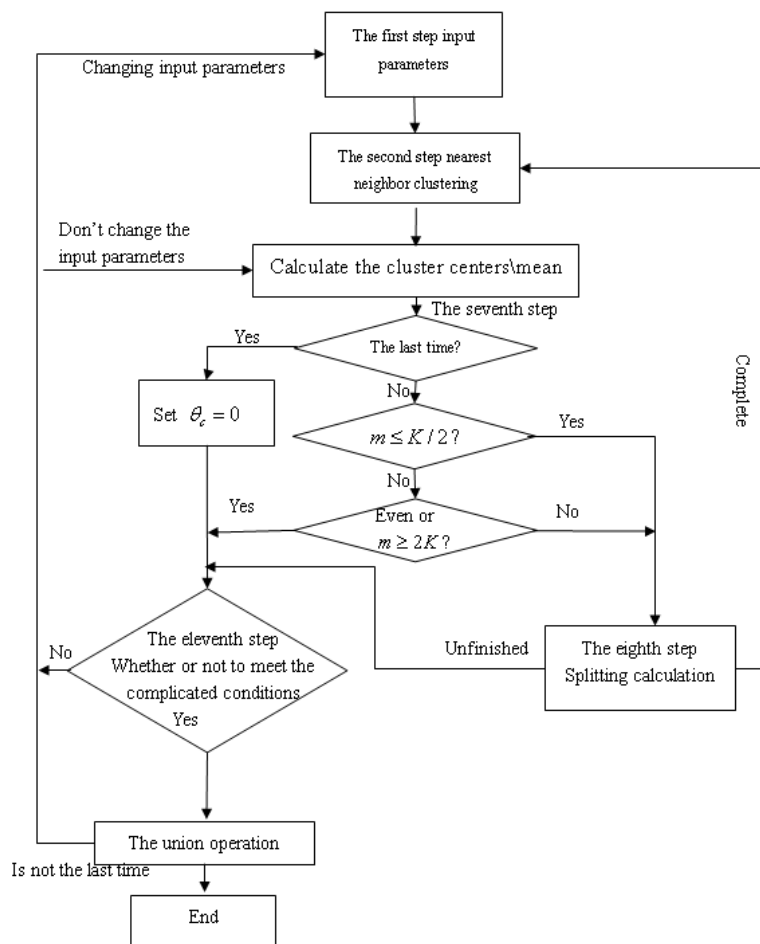 The first step input
parameters
Changing input parameters
The second step nearest
neighbor clustering
Don't change the
input parameters
Calculate the cluster centers\mean
The seventh step
Yes
The last time?
Complete
No
Set θ_c = 0
m ≤ K / 2 ?
Yes
No
Yes
Even or
m ≥ 2K ?
No
The eleventh step
Whether or not to meet the
complicated conditions
Yes
No
Unfinished
The eighth step
Splitting calculation
The union operation
Is not the last time
End